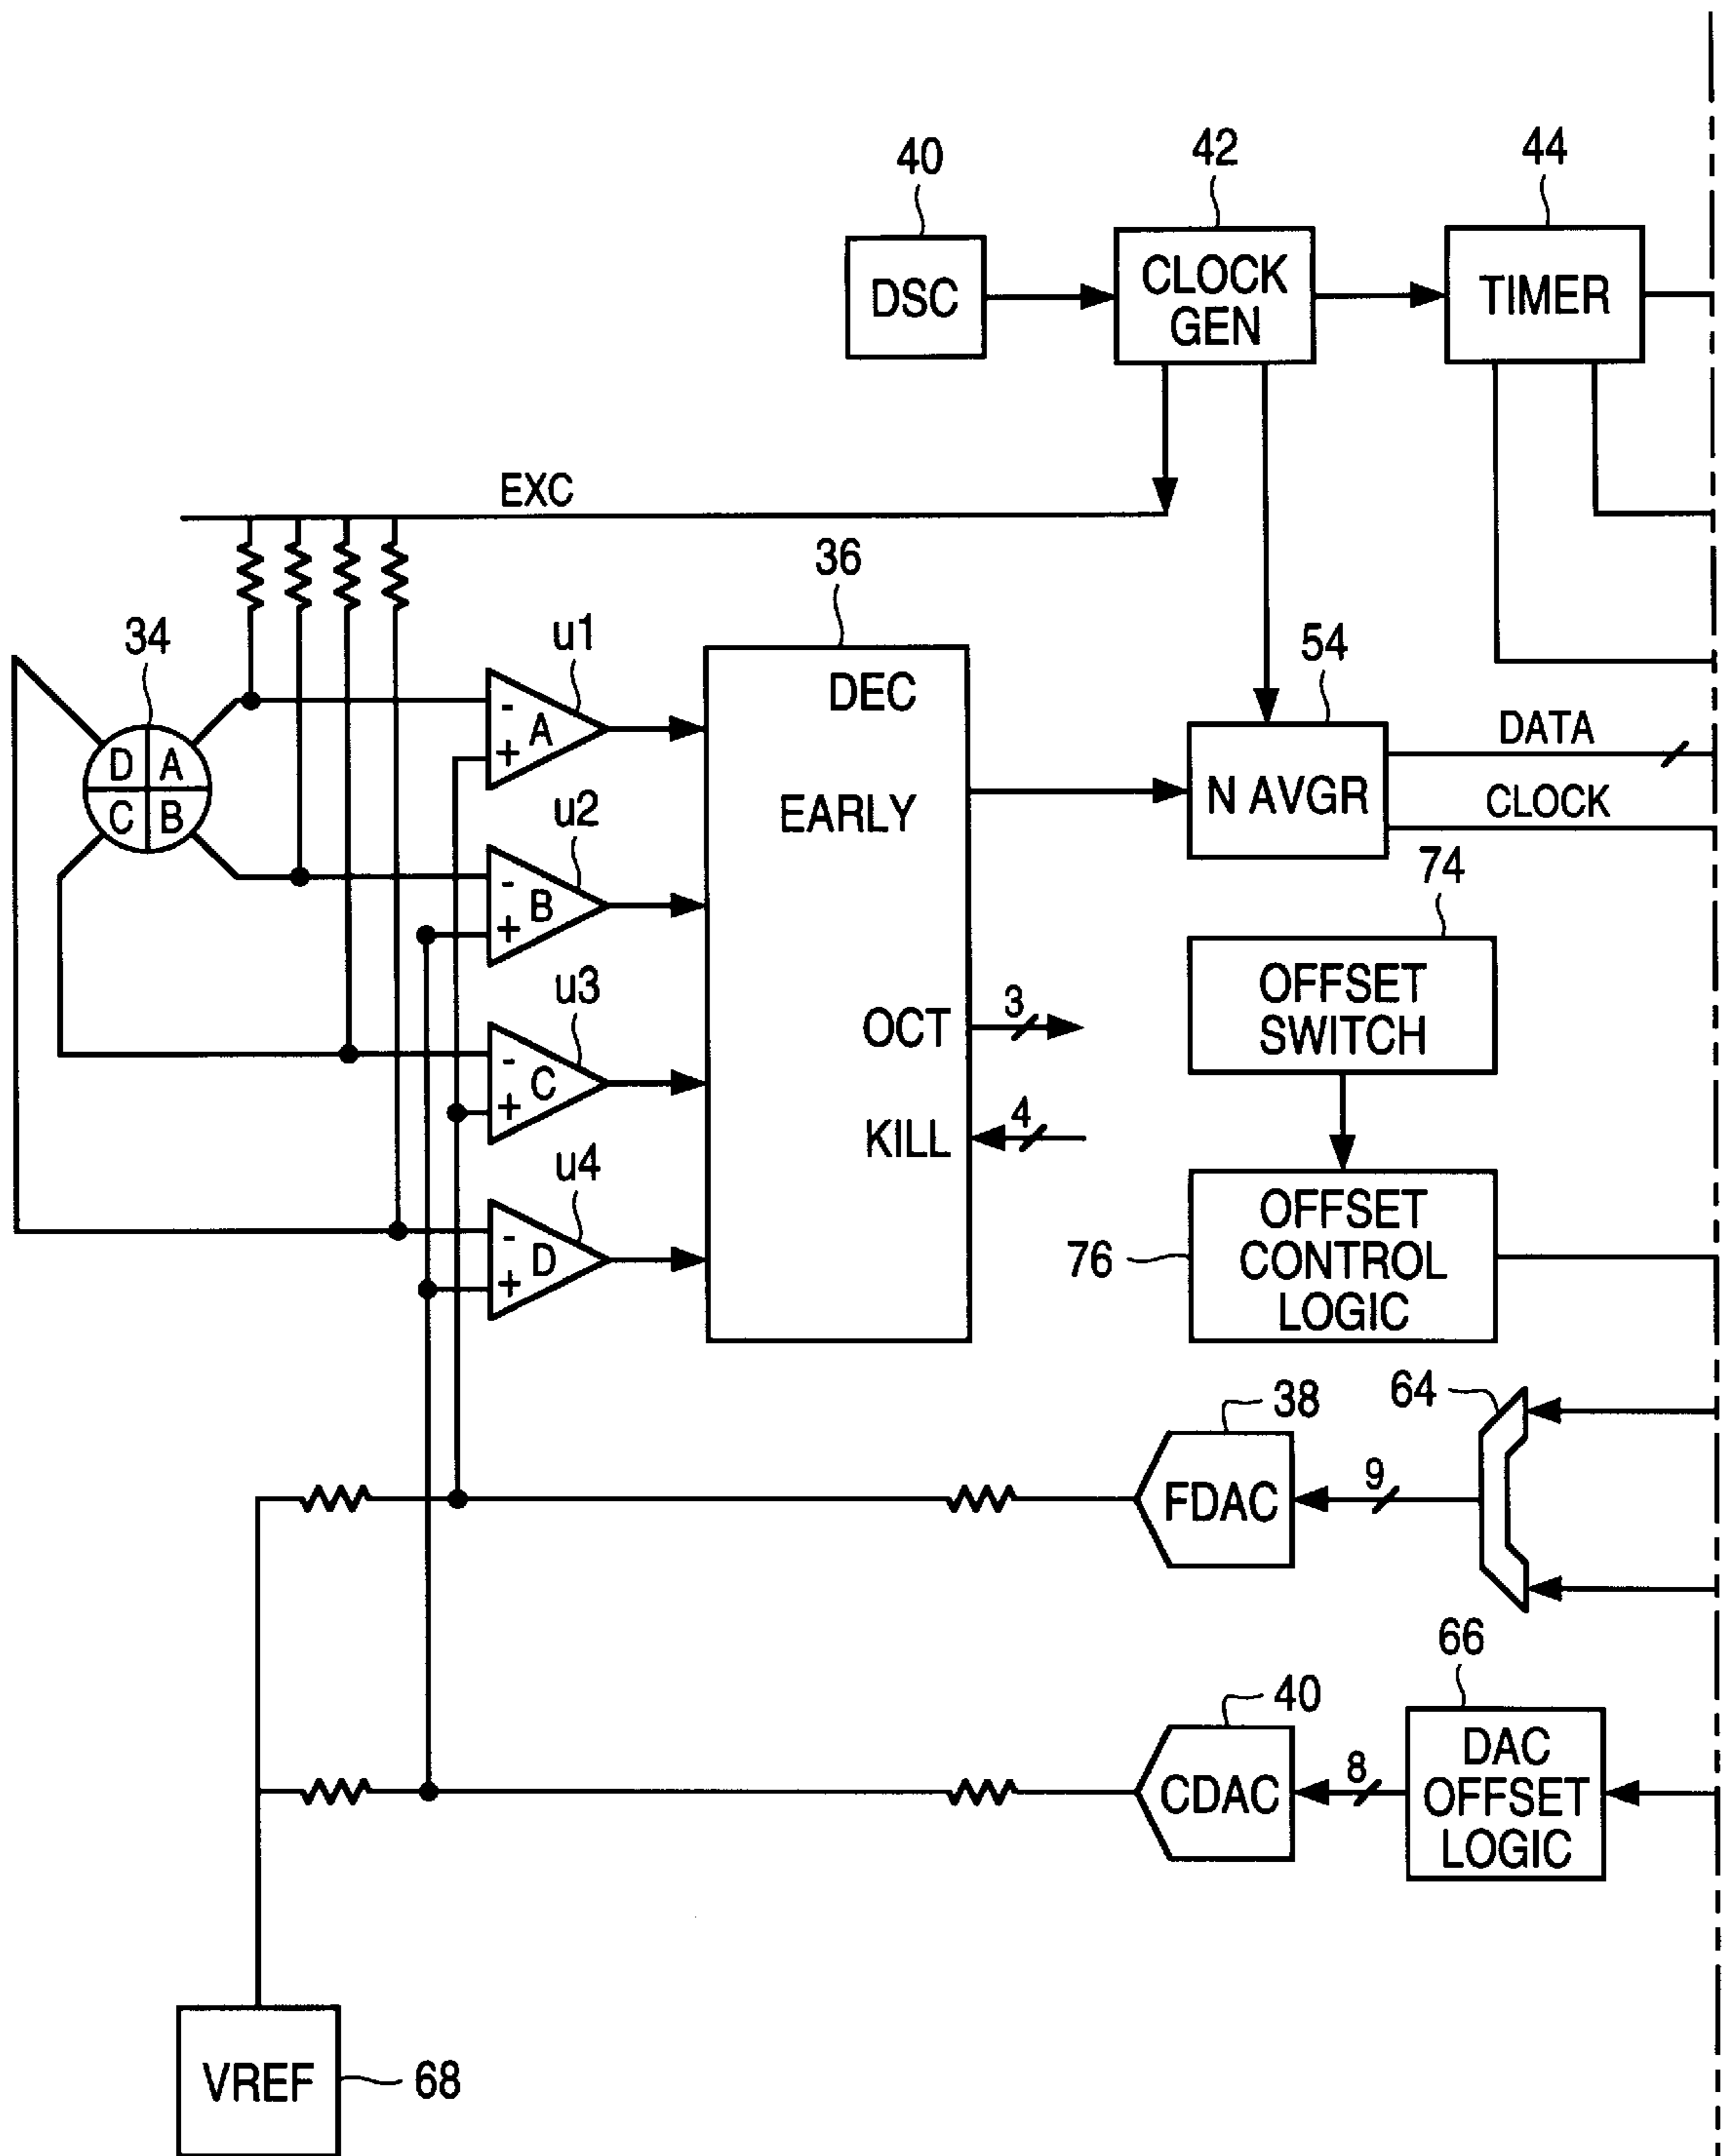 40
42
44
DSC
CLOCK
GEN
TIMER
EXC
36
34
u1
54
D
A
C
B
-
A
+
DEC
DATA
N AVGR
CLOCK
EARLY
u2
-
B
+
74
OFFSET
SWITCH
u3
-
C
+
OCT
3
KILL
4
u4
-
D
+
76
OFFSET
CONTROL
LOGIC
38
64
FDAC
9
66
40
CDAC
8
DAC
OFFSET
LOGIC
VREF
68